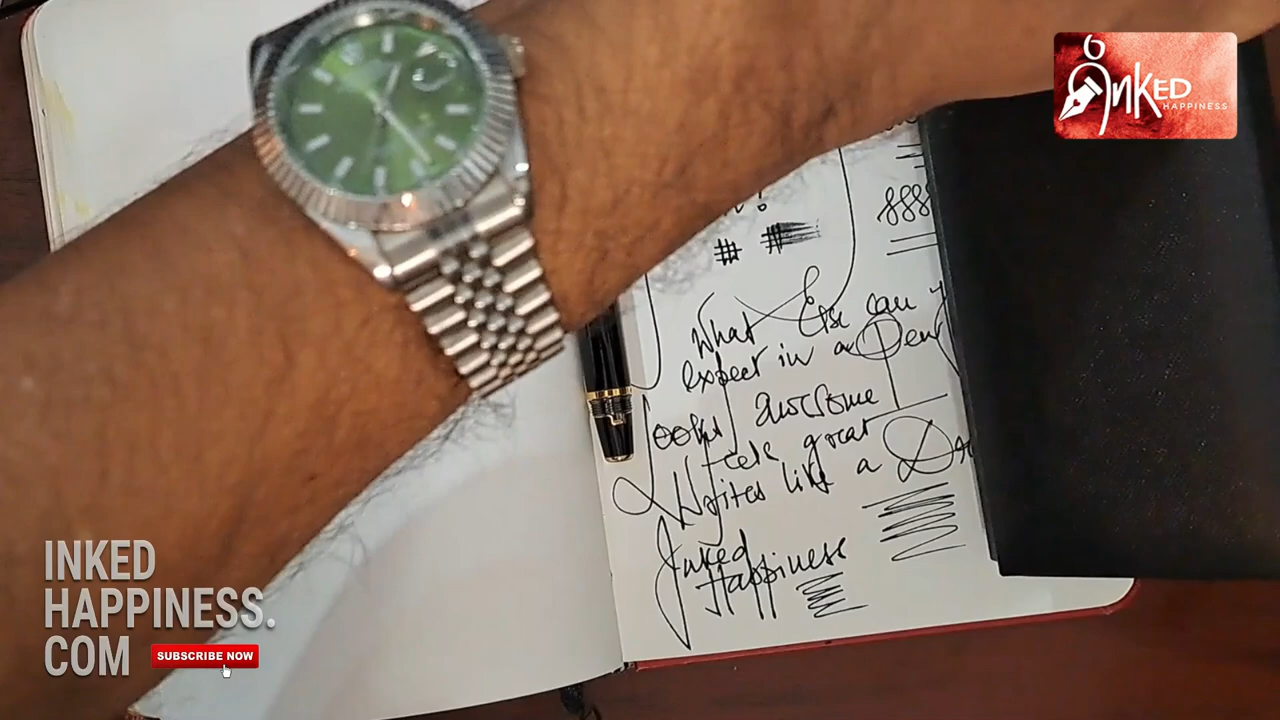 InKED
HAPPINESS
What Else can
expect in a Pen
looks awesome
feels great
Writes like a
Inked
Happiness
INKED
HAPPINESS.
COM
SUBSCRIBE NOW